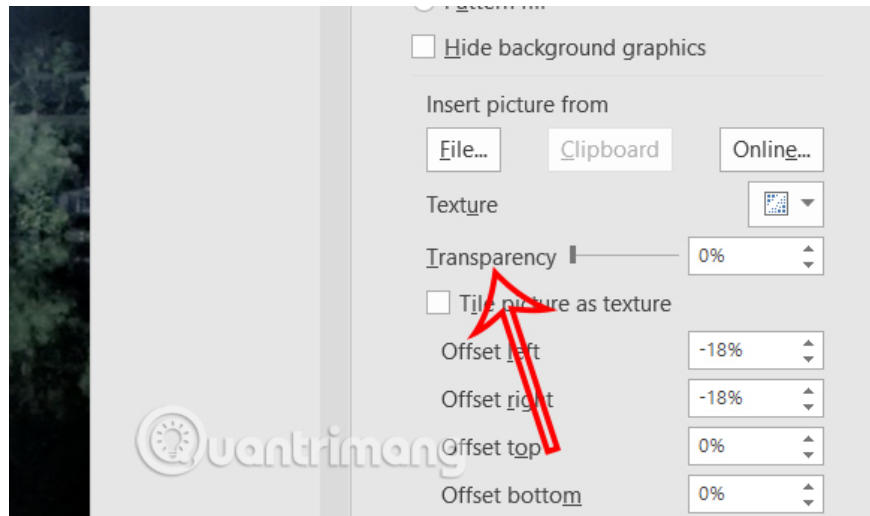 Hide background graphics
Insert picture from
File...
Clipboard
Online...
Texture
Transparency
0%
Tile picture as texture
Offset left
-18%
Offset right
-18%
Offset top
0%
Offset bottom
0%
Quantrimang